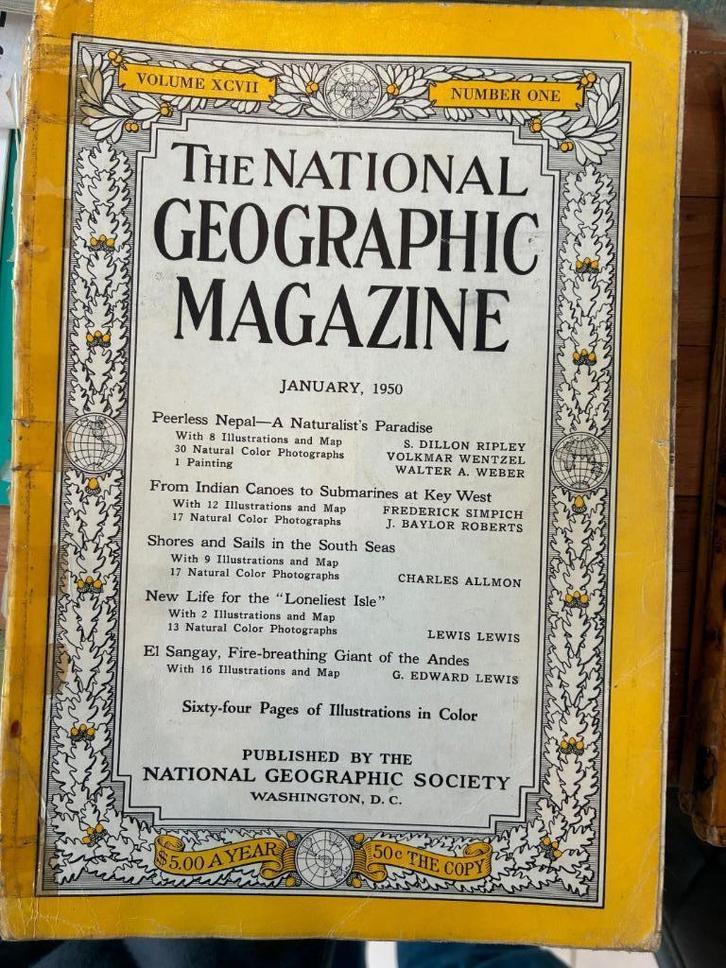 VOLUME XCVII NUMBER ONE
THE NATIONAL
GEOGRAPHIC
MAGAZINE
JANUARY, 1950
Peerless Nepal—A Naturalist's Paradise
With 8 Illustrations and Map S. DILLON RIPLEY
30 Natural Color Photographs VOLKMAR WENTZEL
1 Painting WALTER A. WEBER
From Indian Canoes to Submarines at Key West
With 12 Illustrations and Map FREDERICK SIMPICH
17 Natural Color Photographs J. BAYLOR ROBERTS
Shores and Sails in the South Seas
With 9 Illustrations and Map
17 Natural Color Photographs CHARLES ALLMON
New Life for the "Loneliest Isle"
With 2 Illustrations and Map
13 Natural Color Photographs LEWIS LEWIS
El Sangay, Fire-breathing Giant of the Andes
With 16 Illustrations and Map G. EDWARD LEWIS
Sixty-four Pages of Illustrations in Color
PUBLISHED BY THE
NATIONAL GEOGRAPHIC SOCIETY
WASHINGTON, D. C.
$5.00 A YEAR 50c THE COPY